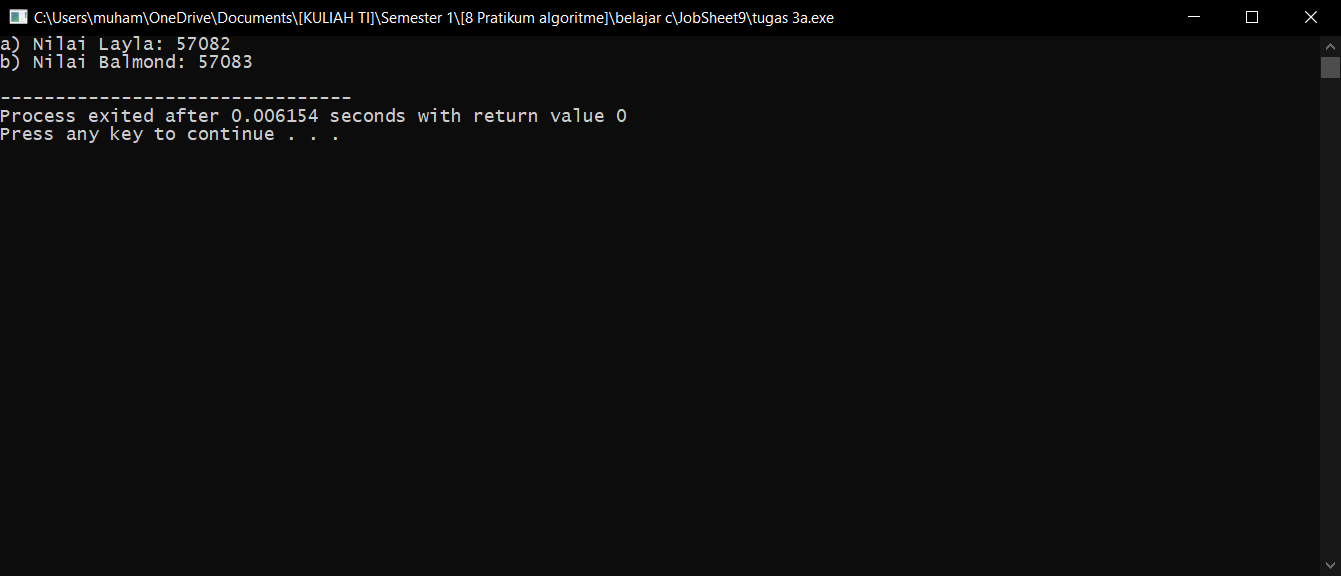 C:\Users\muham\OneDrive\Documents\[KULIAH TI]\Semester 1\[8 Pratikum algoritme]\belajar c\JobSheet9\tugas 3a.exe
a) Nilai Layla: 57082
b) Nilai Balmond: 57083
--------------------------------
Process exited after 0.006154 seconds with return value 0
Press any key to continue . . .